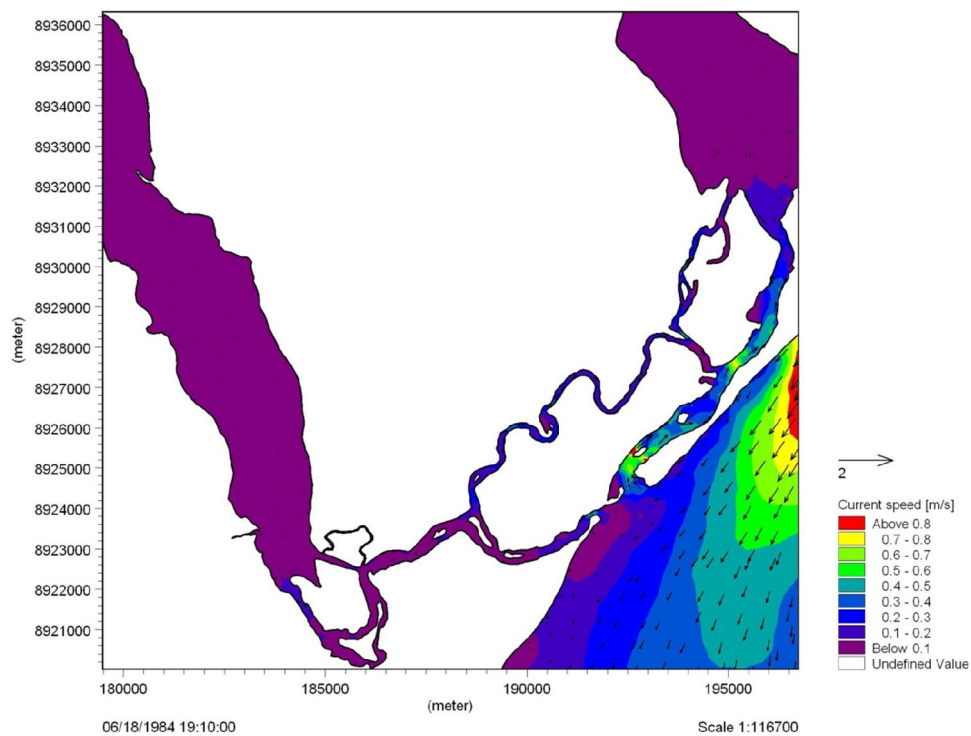 8936000
8935000
8934000
8933000
8932000
8931000
8930000
8929000
8928000
8927000
8926000
8925000
8924000
8923000
8922000
8921000
(meter)
180000 185000 190000 195000
(meter)
06/18/1984 19:10:00 Scale 1:116700
2
Current speed [m/s]
Above 0.8
0.7 - 0.8
0.6 - 0.7
0.5 - 0.6
0.4 - 0.5
0.3 - 0.4
0.2 - 0.3
0.1 - 0.2
Below 0.1
Undefined Value